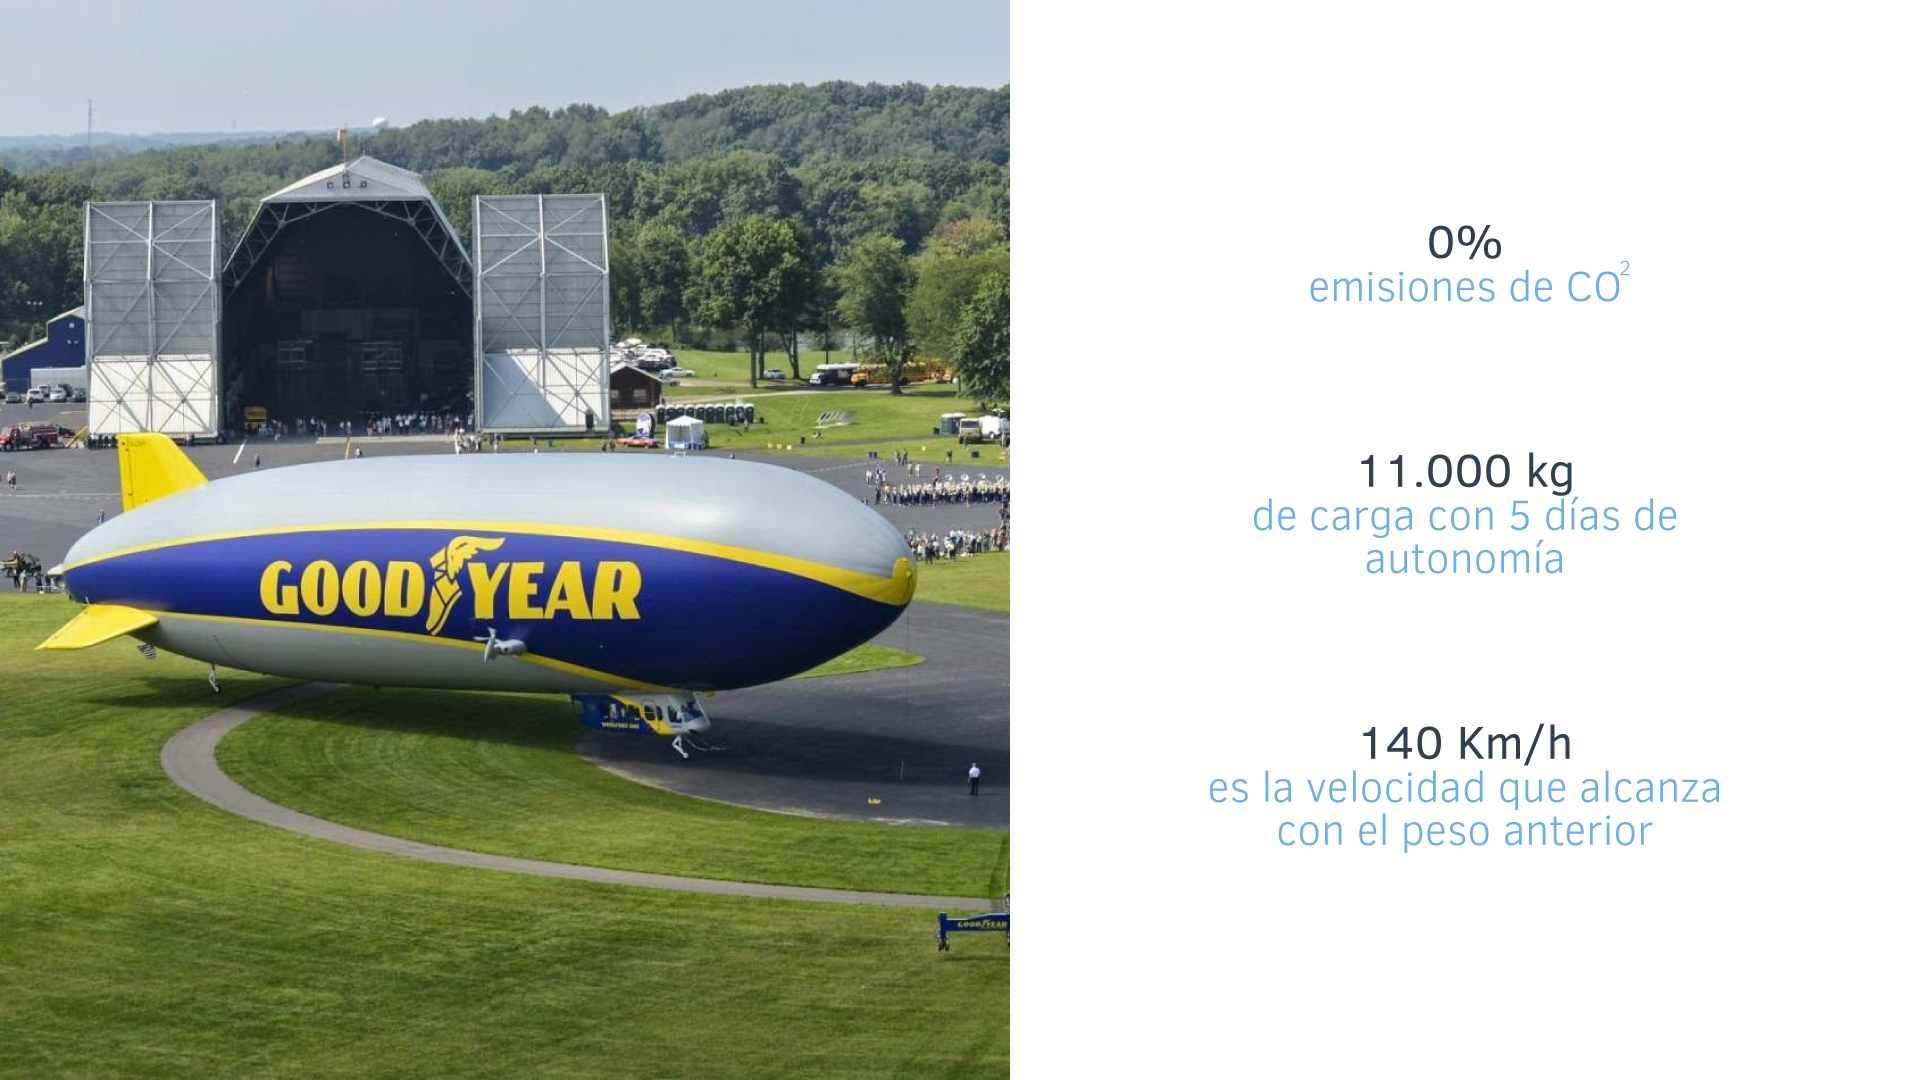 GOODYEAR
GOODYEAR
0%
emisiones de CO²
11.000 kg
de carga con 5 días de
autonomía
140 Km/h
es la velocidad que alcanza
con el peso anterior